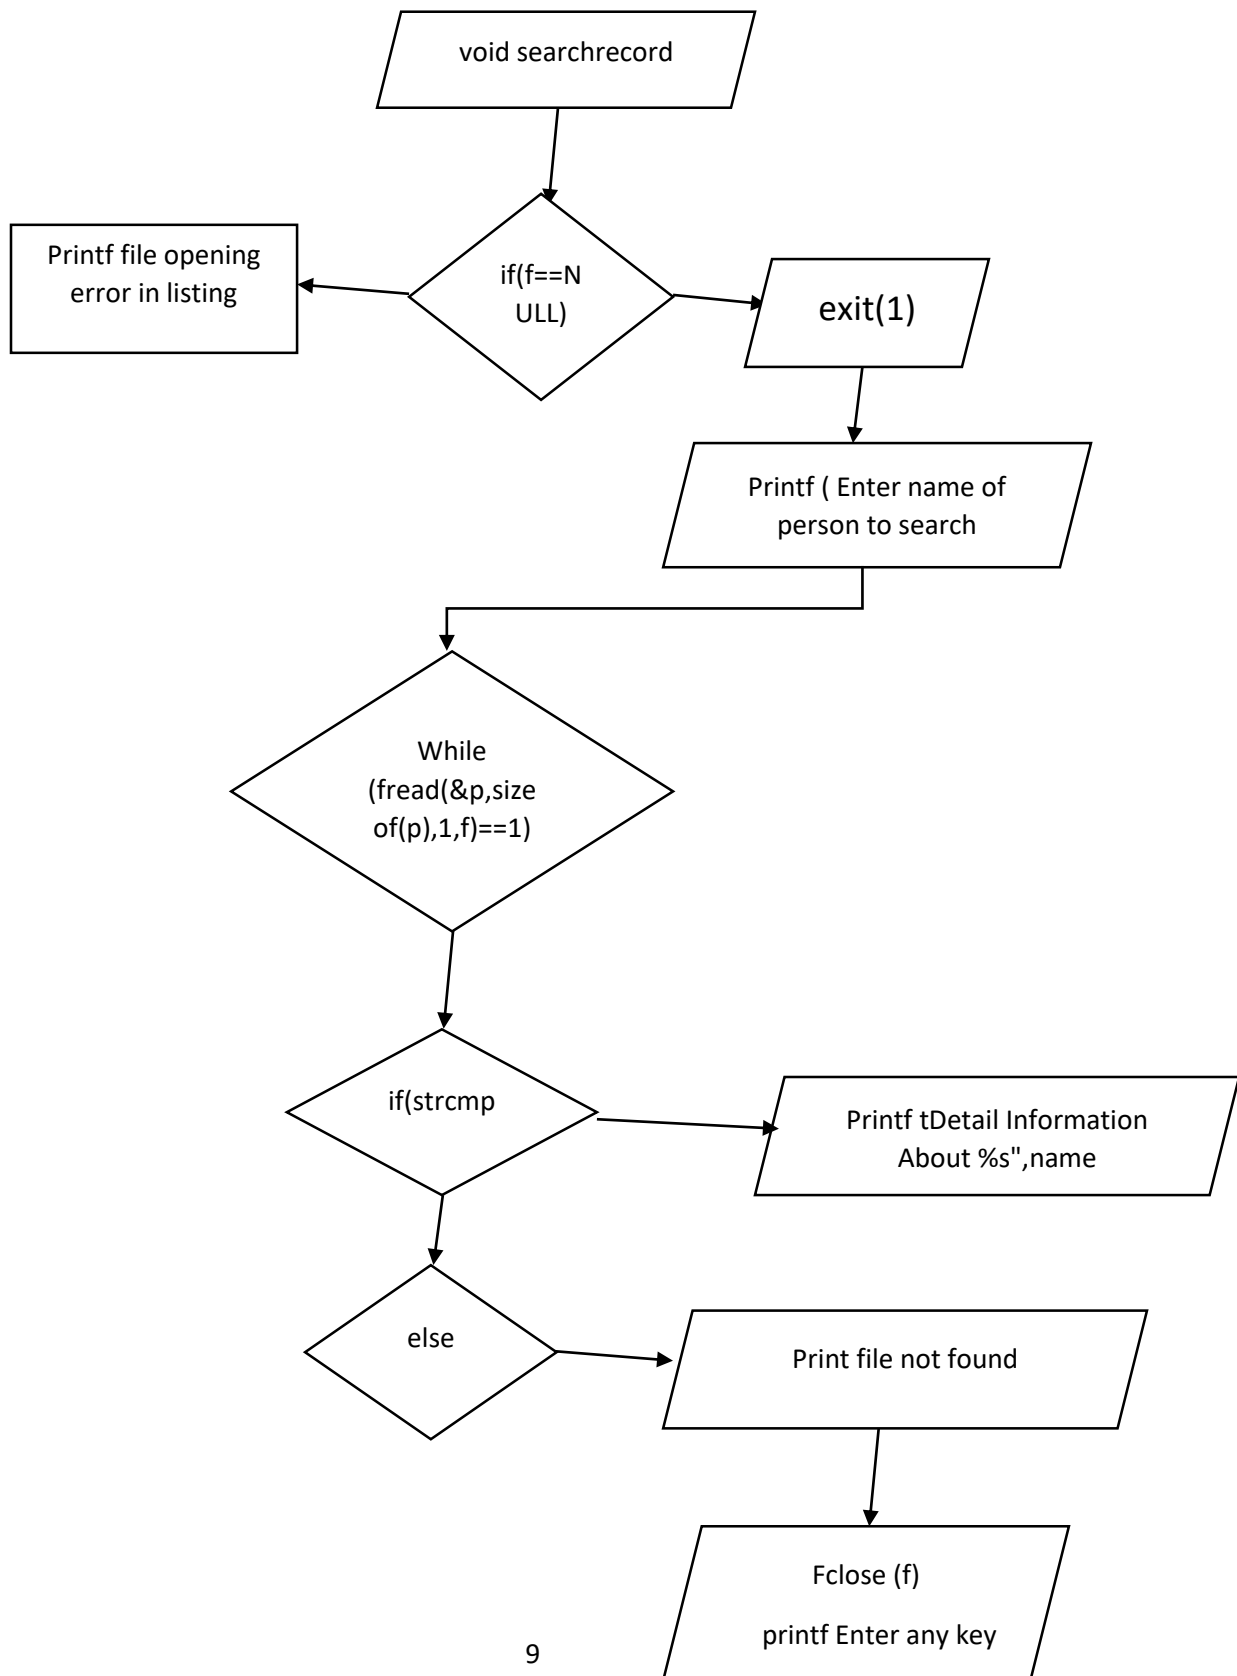 void searchrecord
Printf file opening
error in listing
if(f==N
ULL)
exit(1)
Printf ( Enter name of
person to search
While
(fread(&p,size
of(p),1,f)==1)
if(strcmp
Printf tDetail Information
About %s",name
else
Print file not found
Fclose (f)
printf Enter any key
9